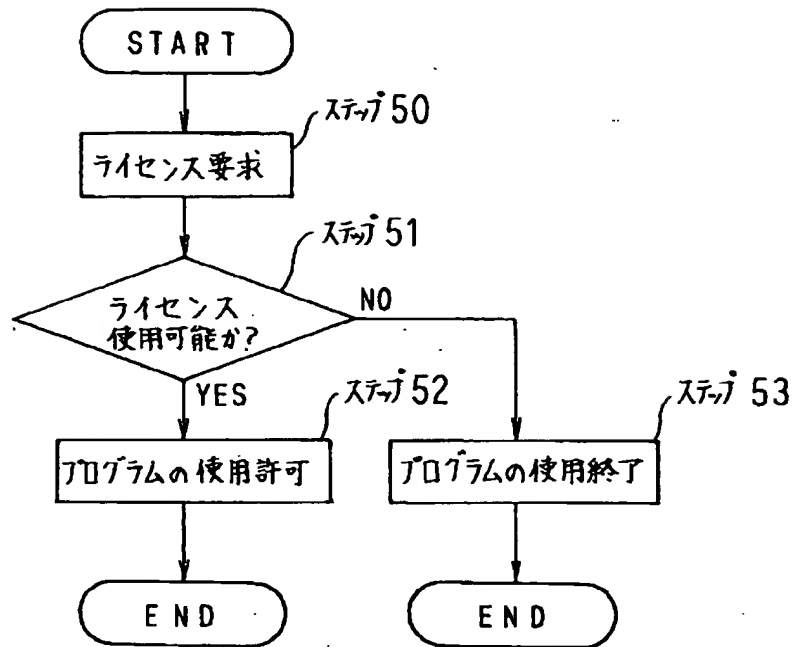 START
ステップ50
ライセンス要求
ステップ51
ライセンス
使用可能か?
NO
YES
ステップ52
ステップ53
プログラムの使用許可
プログラムの使用終了
END
END